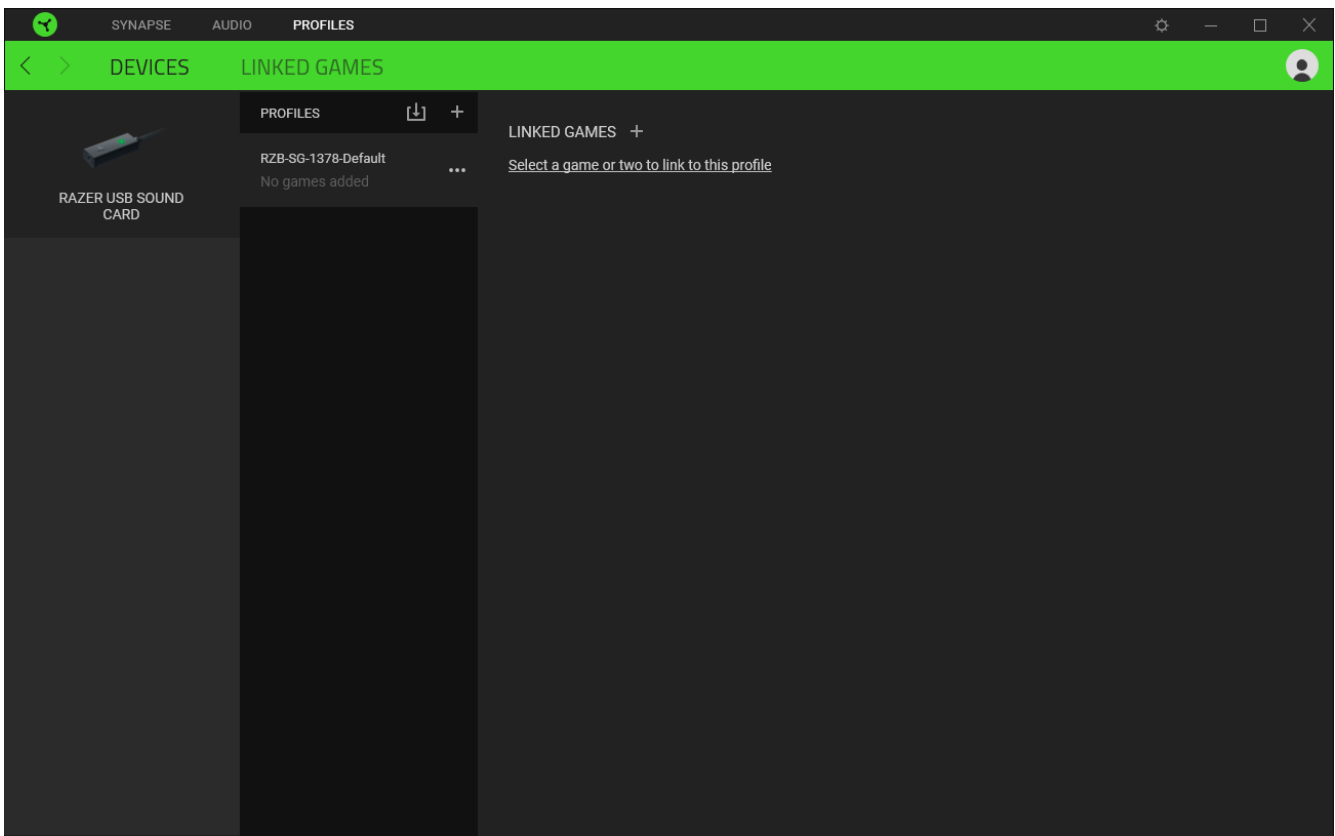 SYNAPSE AUDIO PROFILES
DEVICES LINKED GAMES
RAZER USB SOUND
CARD
PROFILES
RZB-SG-1378-Default
No games added
LINKED GAMES
Select a game or two to link to this profile